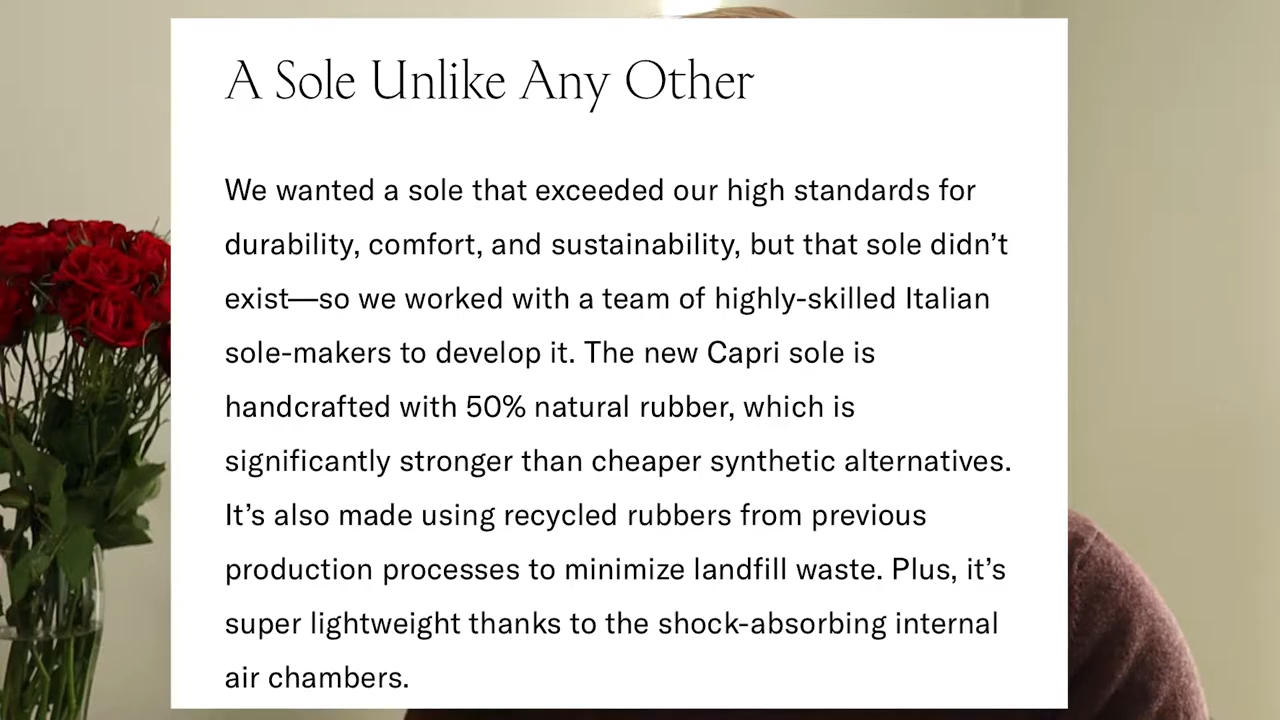 A Sole Unlike Any Other
We wanted a sole that exceeded our high standards for
durability, comfort, and sustainability, but that sole didn’t
exist—so we worked with a team of highly-skilled Italian
sole-makers to develop it. The new Capri sole is
handcrafted with 50% natural rubber, which is
significantly stronger than cheaper synthetic alternatives.
It’s also made using recycled rubbers from previous
production processes to minimize landfill waste. Plus, it’s
super lightweight thanks to the shock-absorbing internal
air chambers.